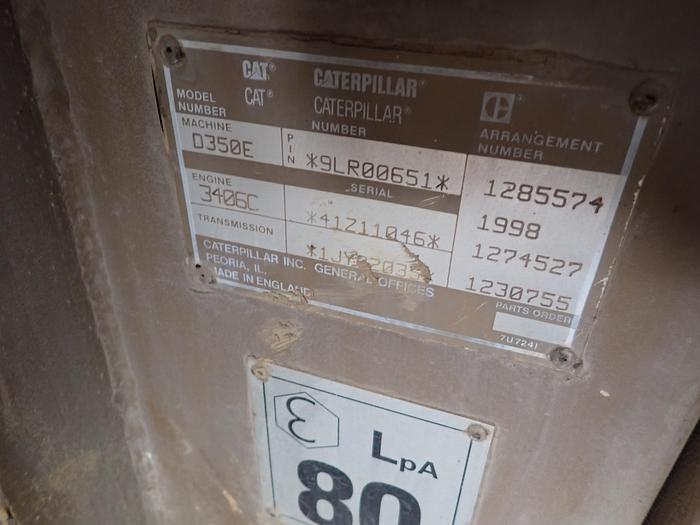 CAT® CATERPILLAR®
CAT® CATERPILLAR®
MODEL NUMBER
NUMBER
ARRANGEMENT NUMBER
MACHINE
D350E
PIN
*9LR00651*
1285574
SERIAL
1998
ENGINE
3406C
*41Z11046*
1274527
TRANSMISSION
1230755
CATERPILLAR INC. GENERAL OFFICES
PEORIA, IL.
MADE IN ENGLAND
PARTS ORDER
7U7241
ε
LpA
80